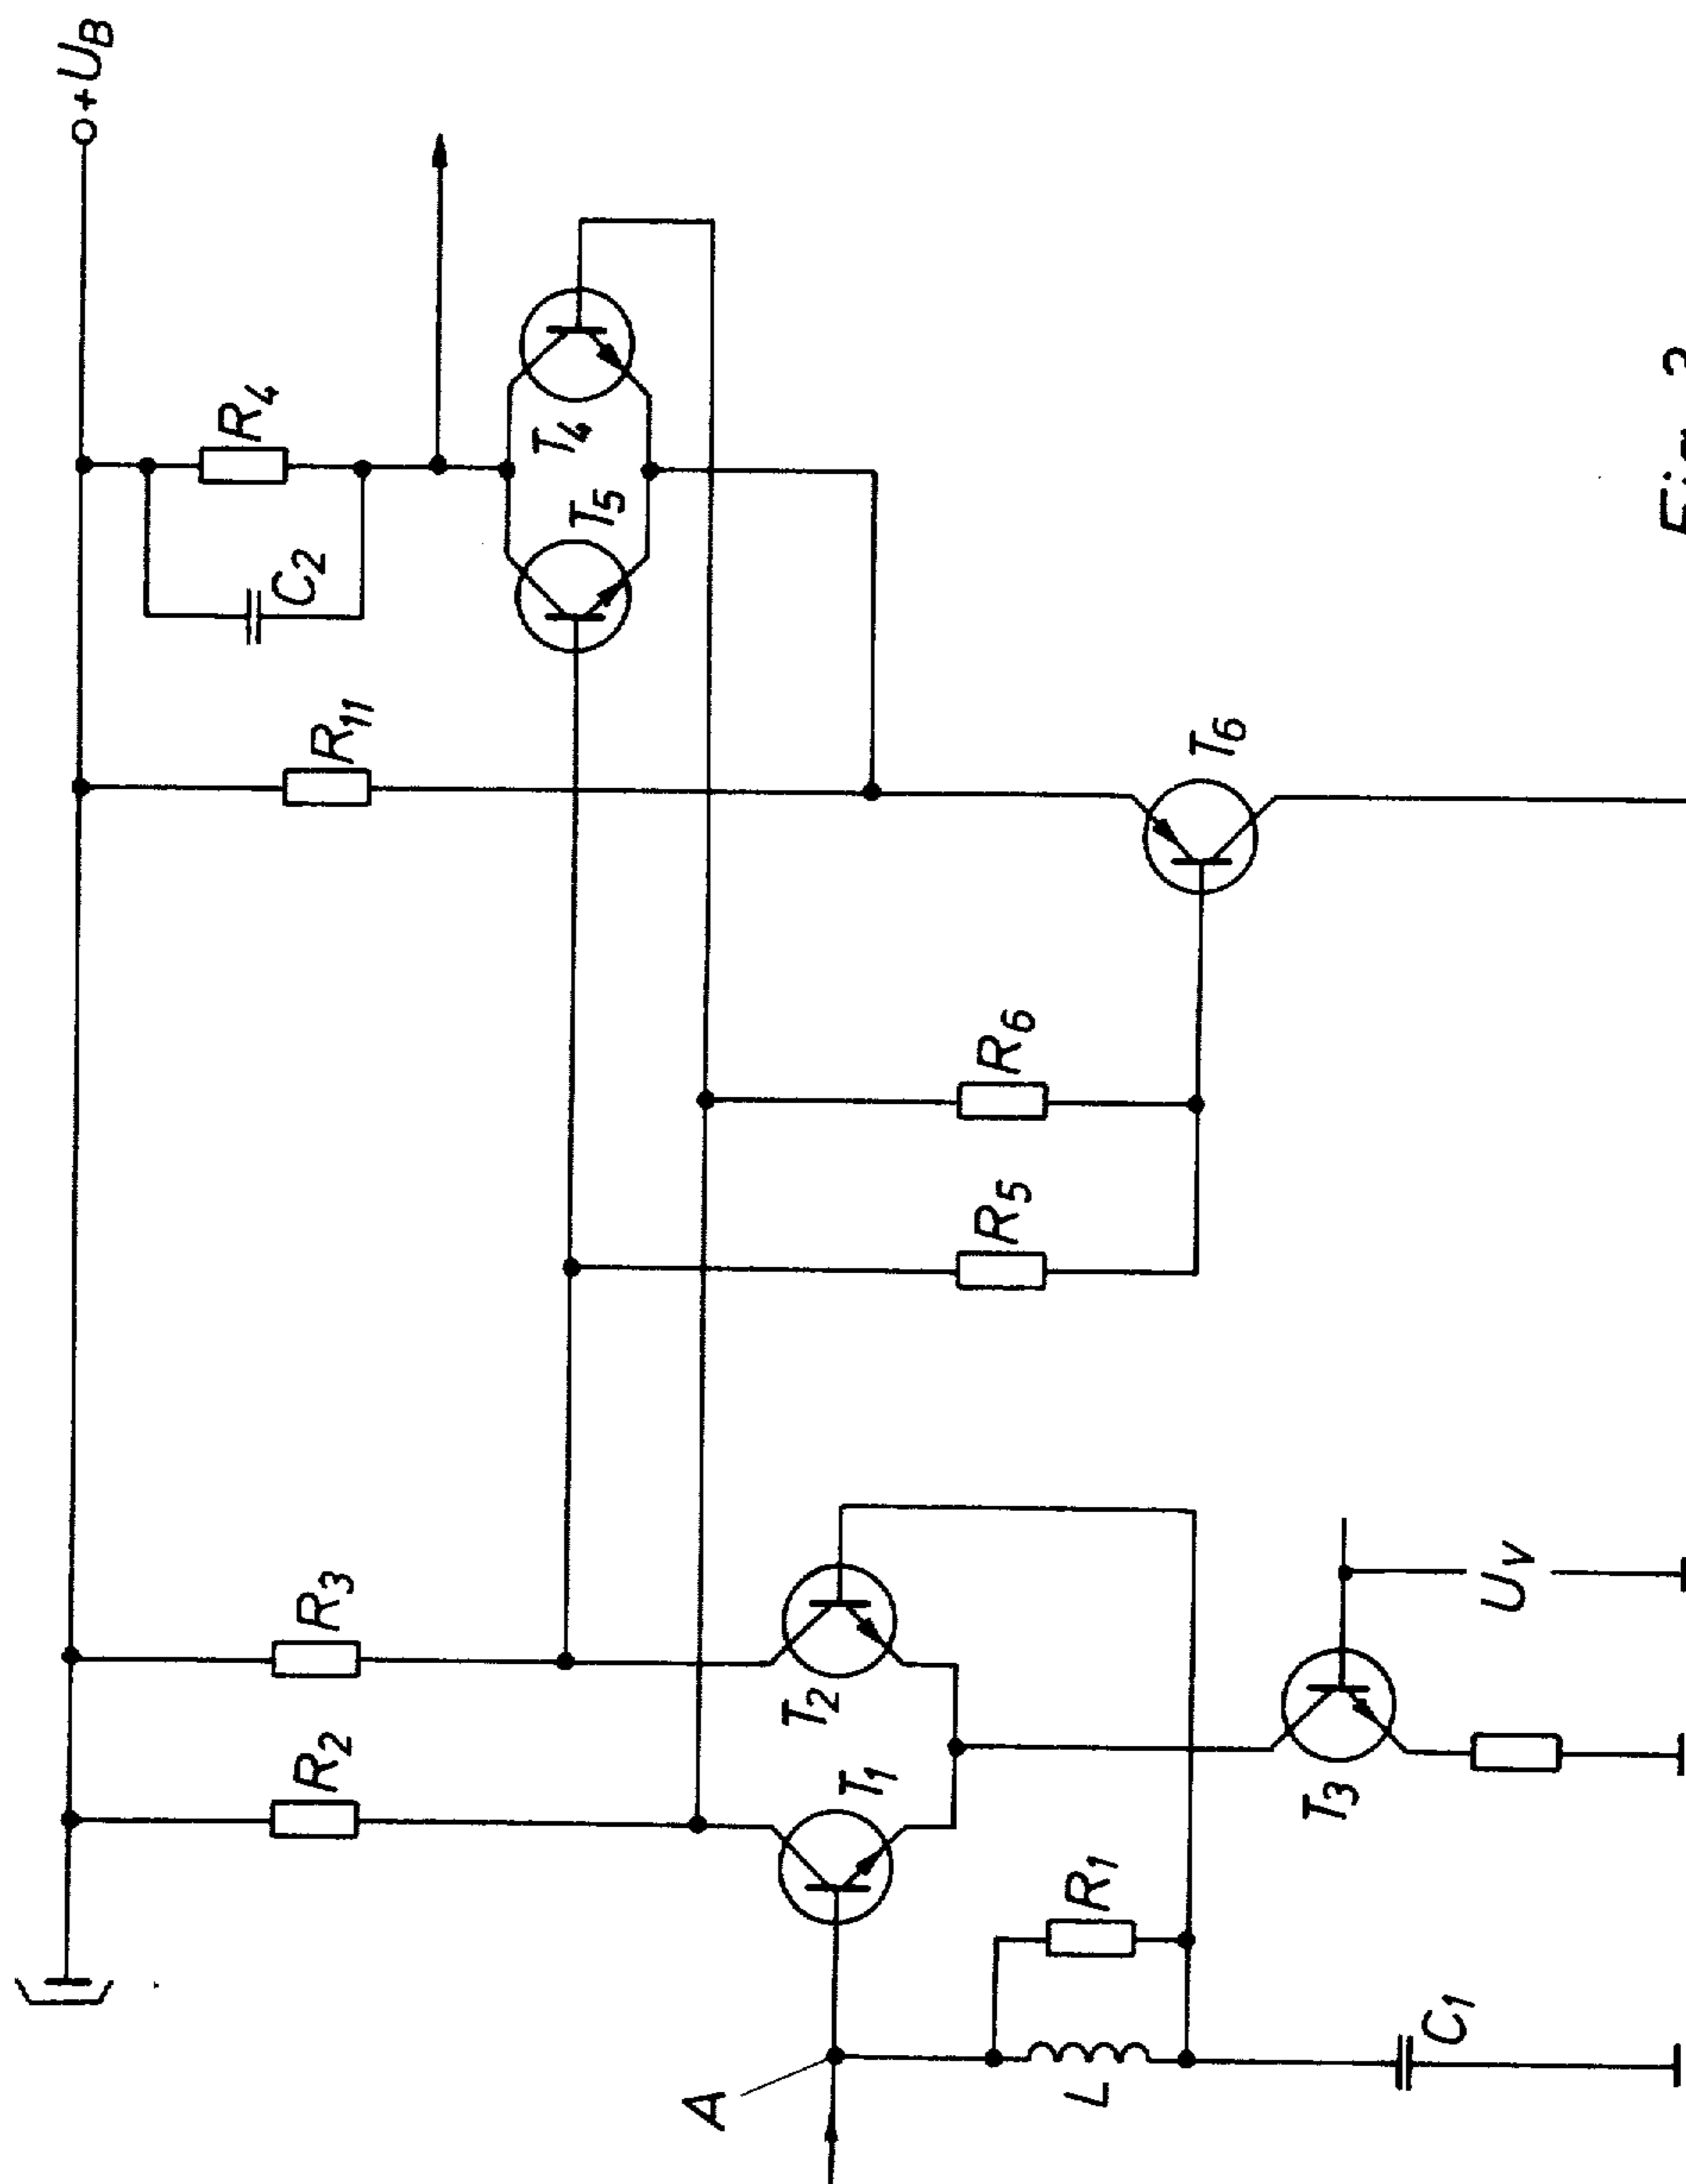 +U_B
R_4
C_2
R_11
T_4
T_5
T_6
R_6
R_5
R_3
R_2
T_2
T_1
U_V
T_3
R_1
A
L
C_1